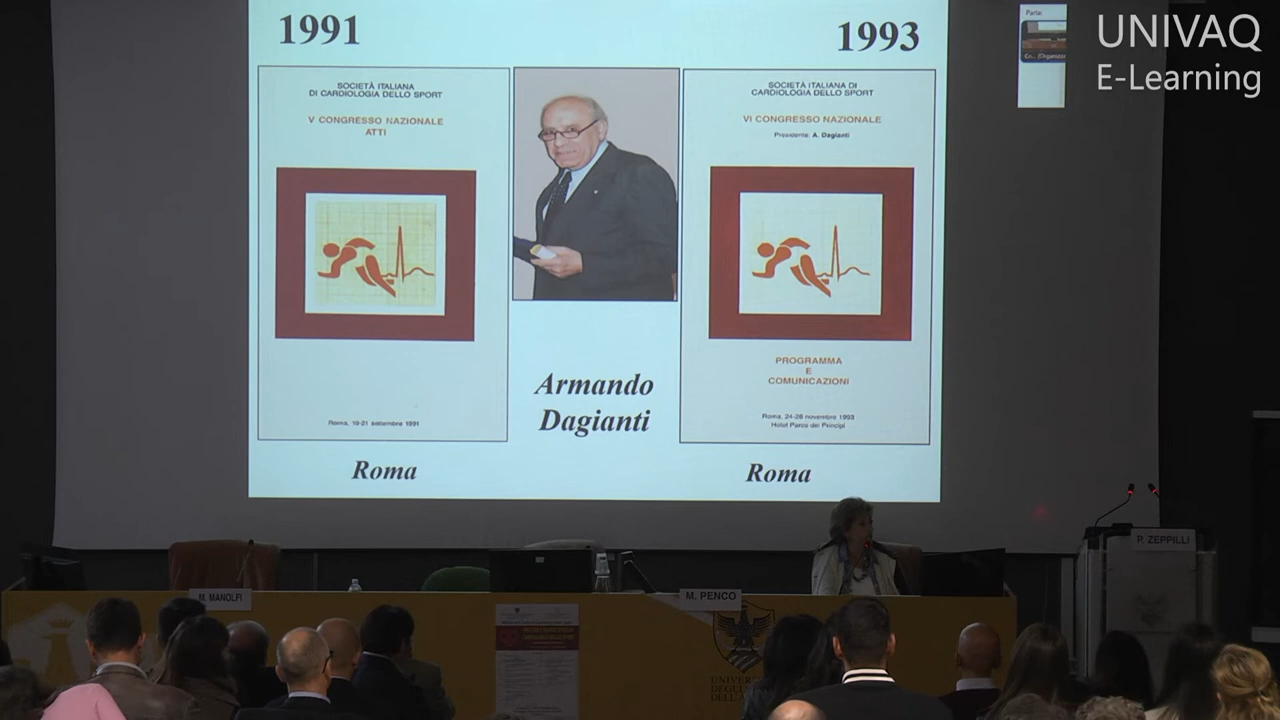 1991
1993
SOCIETÀ ITALIANA
DI CARDIOLOGIA DELLO SPORT
V CONGRESSO NAZIONALE
ATTI
Roma, 19-21 settembre 1991
Roma
Armando
Dagianti
SOCIETÀ ITALIANA DI
CARDIOLOGIA DELLO SPORT
VI CONGRESSO NAZIONALE
Presidente: A. Dagianti
PROGRAMMA
E
COMUNICAZIONI
Roma, 24-26 novembre 1993
Hotel Parco dei Principi
Roma
Parla:
UNIVAQ
E-Learning
P. ZEPPILLI
M. MANOLFI
M. PENCO